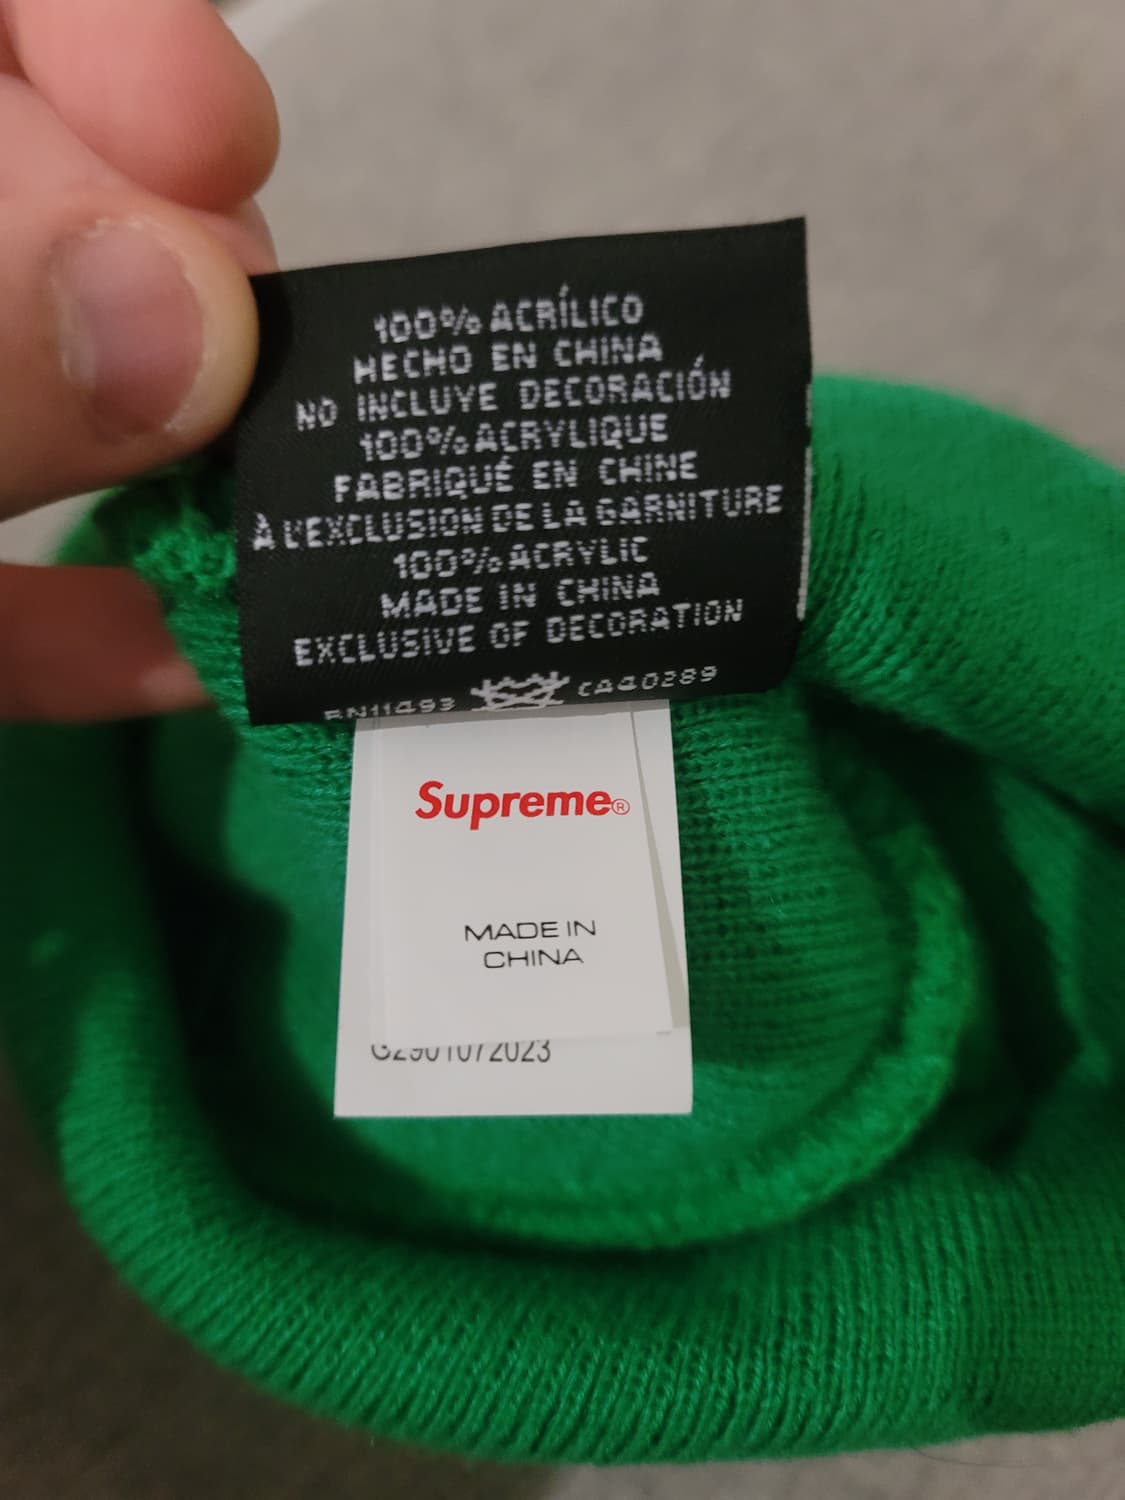 100% ACRÍLICO
HECHO EN CHINA
NO INCLUYE DECORACIÓN
100% ACRYLIQUE
FABRIQUÉ EN CHINE
À L'EXCLUSION DE LA GARNITURE
100% ACRYLIC
MADE IN CHINA
EXCLUSIVE OF DECORATION
RN11493 CA40289
Supreme®
MADE IN
CHINA